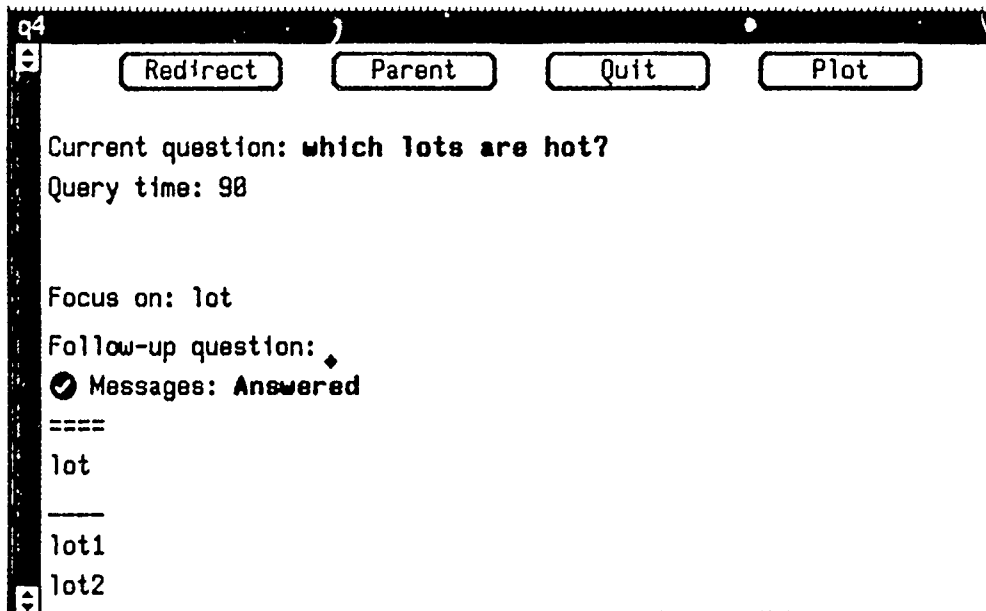 q4
Redirect Parent Quit Plot
Current question: which lots are hot?
Query time: 90
Focus on: lot
Follow-up question:
Messages: Answered
====
lot
____
lot1
lot2